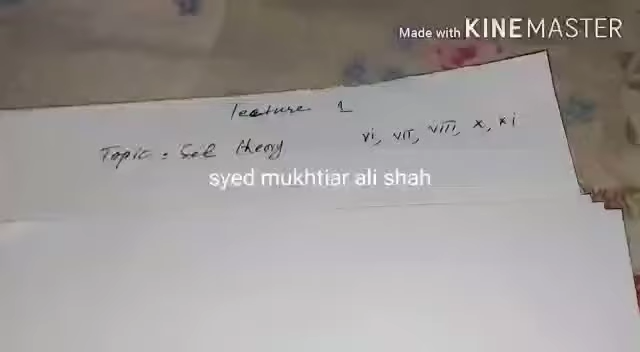 Made with KINEMASTER
lecture 1
Topic : Set theory vi, vii, viii, x, xi
syed mukhtiar ali shah